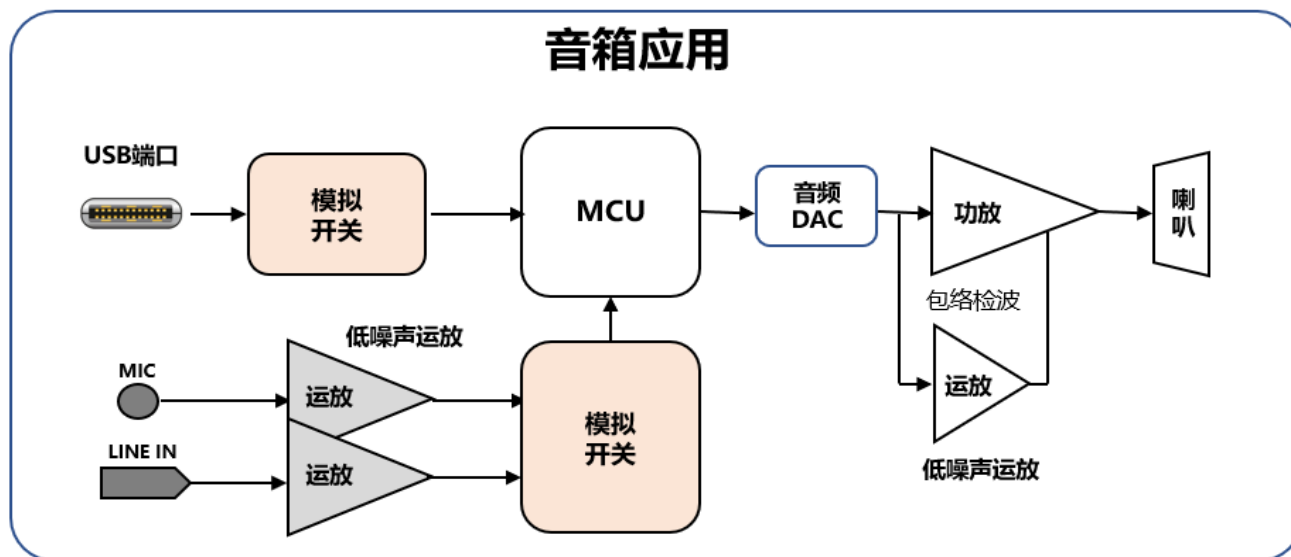 音箱应用
USB端口
模拟
开关
MCU
音频
DAC
功放
喇
叭
包络检波
运放
低噪声运放
低噪声运放
MIC
运放
LINE IN
运放
模拟
开关